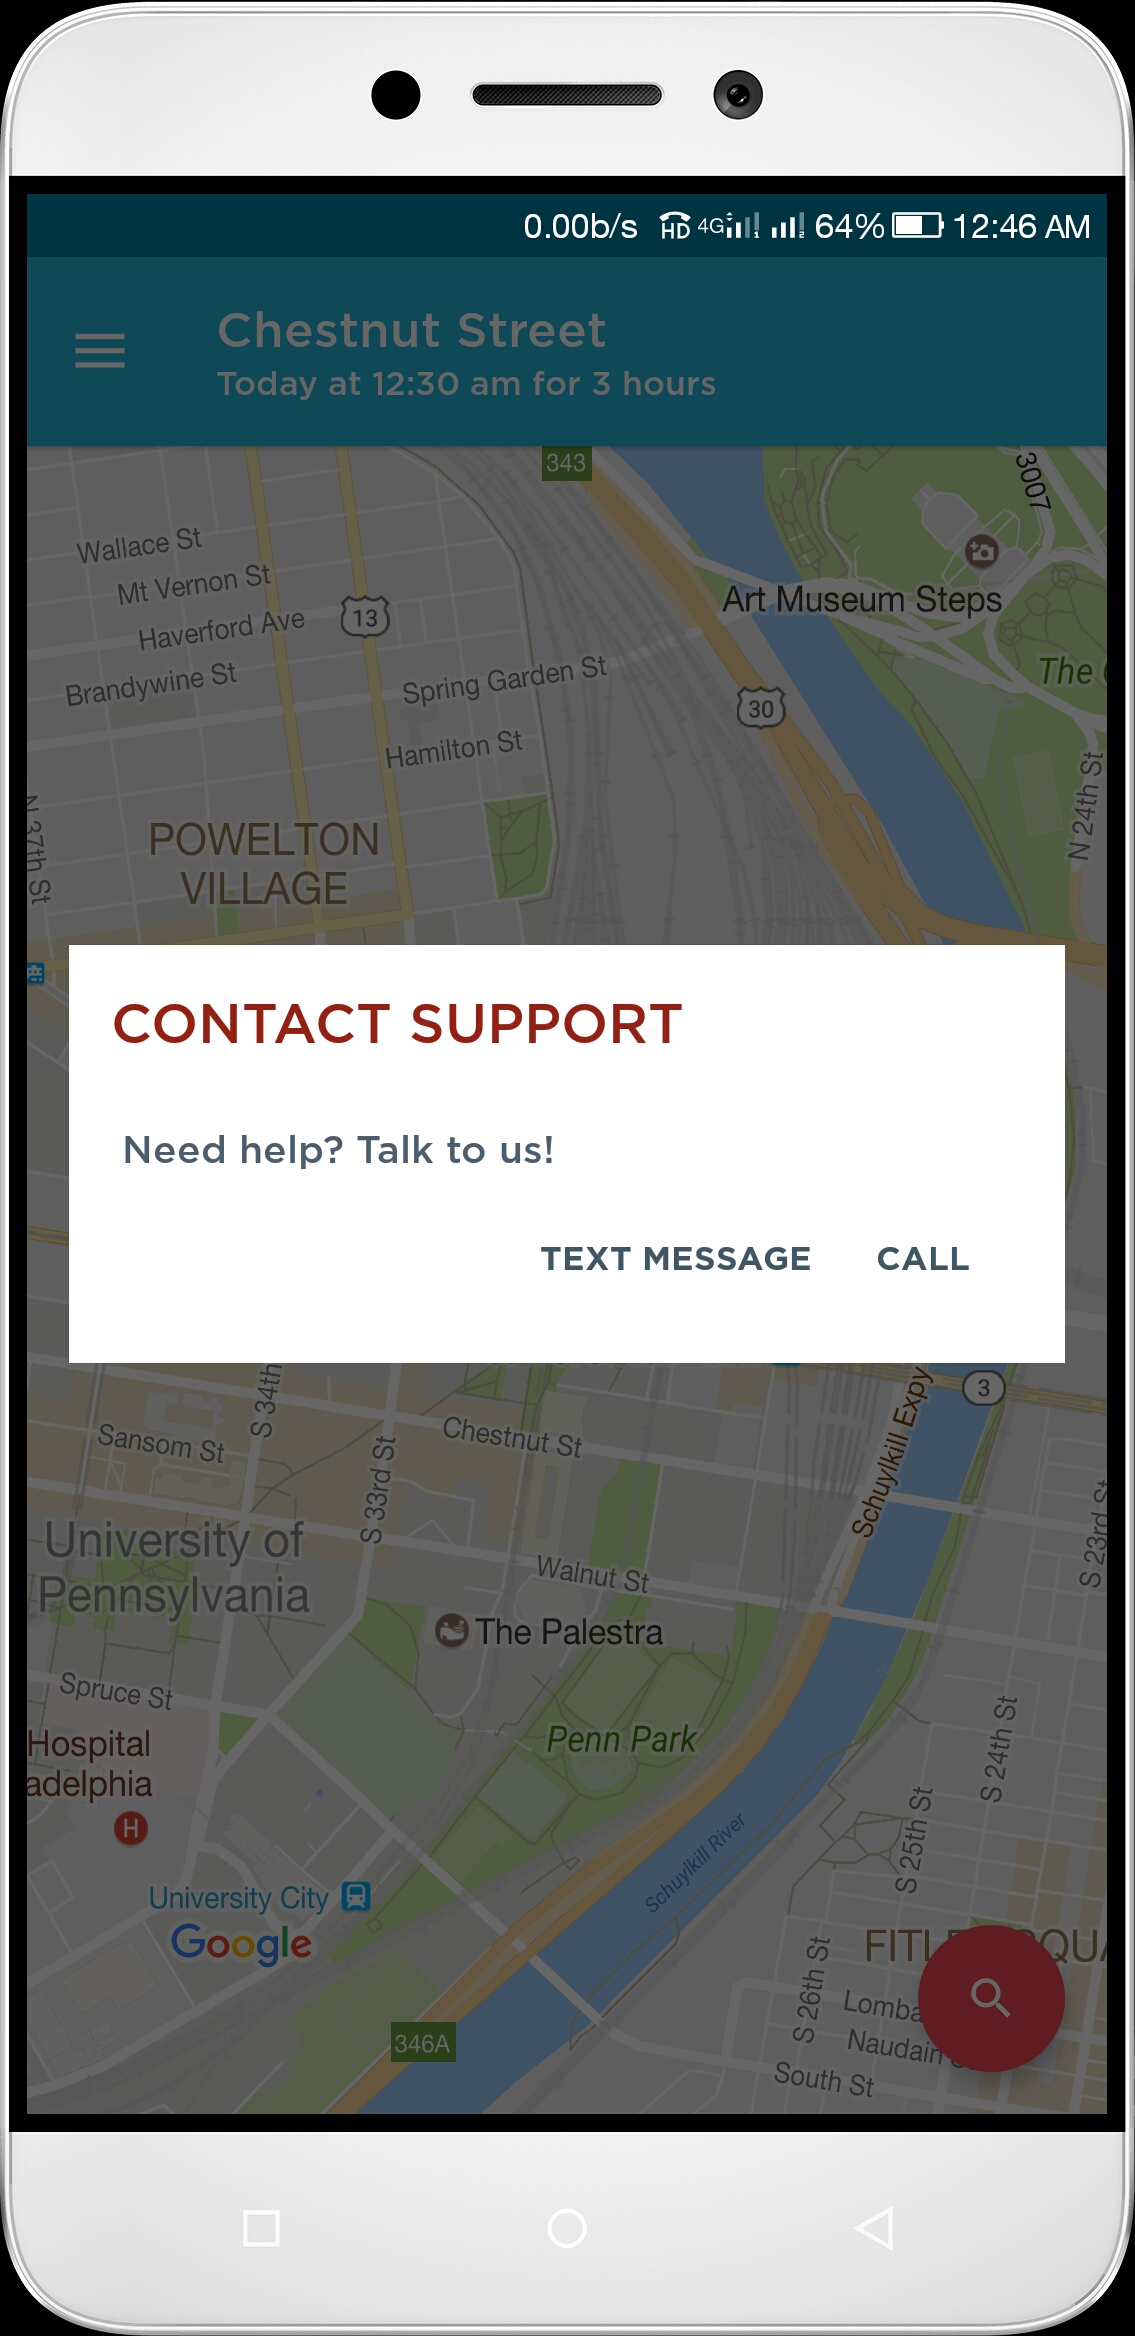 0.00b/s HD 4G 1 2 64% 12:46 AM
Chestnut Street
Today at 12:30 am for 3 hours
343
3007
Wallace St
Mt Vernon St
Haverford Ave
13
Art Museum Steps
Brandywine St
Spring Garden St
The
30
Hamilton St
N 24th St
N 37th St
POWELTON
VILLAGE
CONTACT SUPPORT
Need help? Talk to us!
TEXT MESSAGE CALL
S 34th
3
Chestnut St
Sansom St
S 33rd St
Schuylkill Expy
S 23rd St
University of
Pennsylvania
Walnut St
The Palestra
Spruce St
Hospital
adelphia
H
Penn Park
S 24th St
S 25th St
Schuylkill River
University City
Google
S 26th St
346A
Naudain
South St